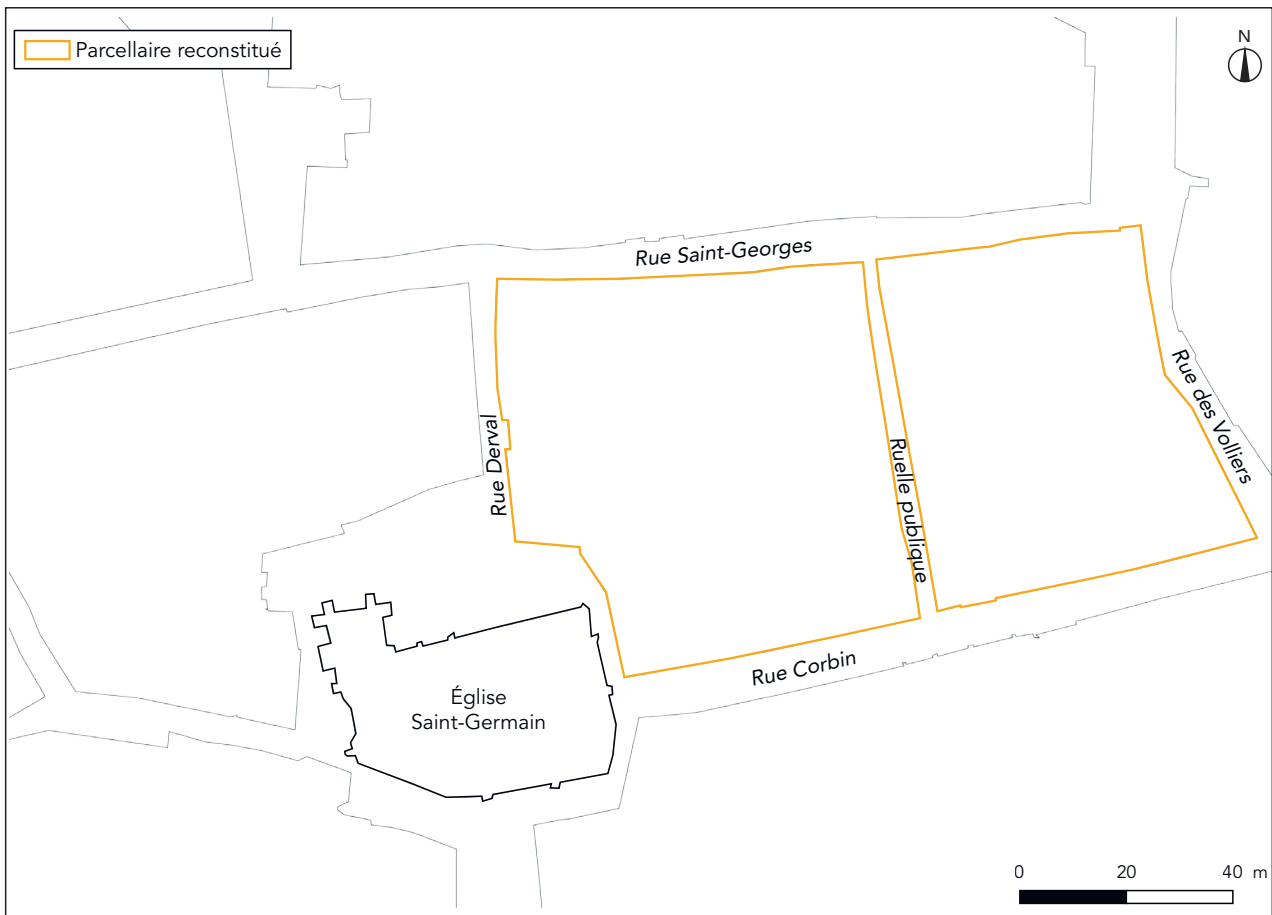 Parcellaire reconstitué
N
Rue Saint-Georges
Rue Derval
Ruelle publique
Rue des Volliers
Rue Corbin
Église
Saint-Germain
0 20 40 m